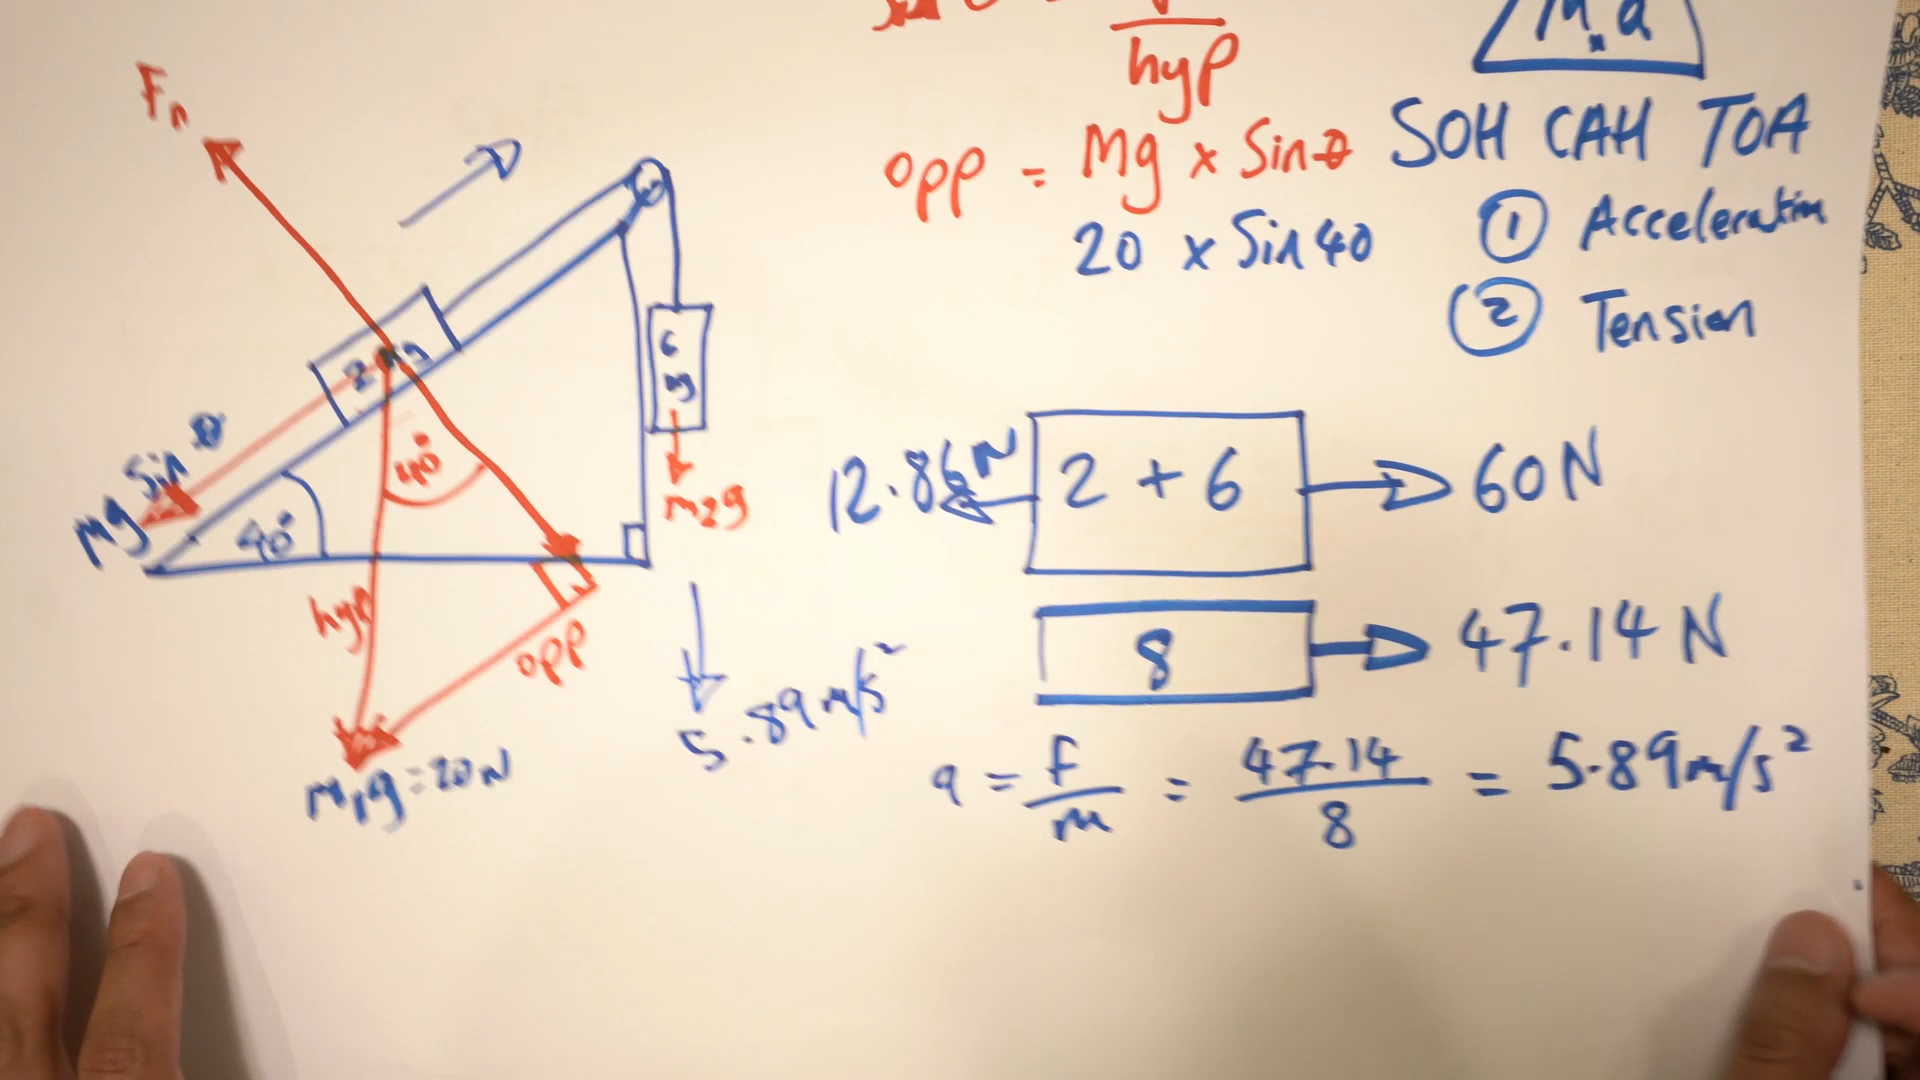 hyp
M x a
opp = Mg x Sinθ
SOH CAH TOA
20 x Sin 40
① Acceleration
② Tension
Fn
2 kg
6
kg
Mg Sin θ
40°
40°
m₂g
hyp
opp
m₁g = 20N
5.89 m/s²
12.86N
2 + 6
60N
8
47.14 N
a = F/m = 47.14/8 = 5.89m/s²